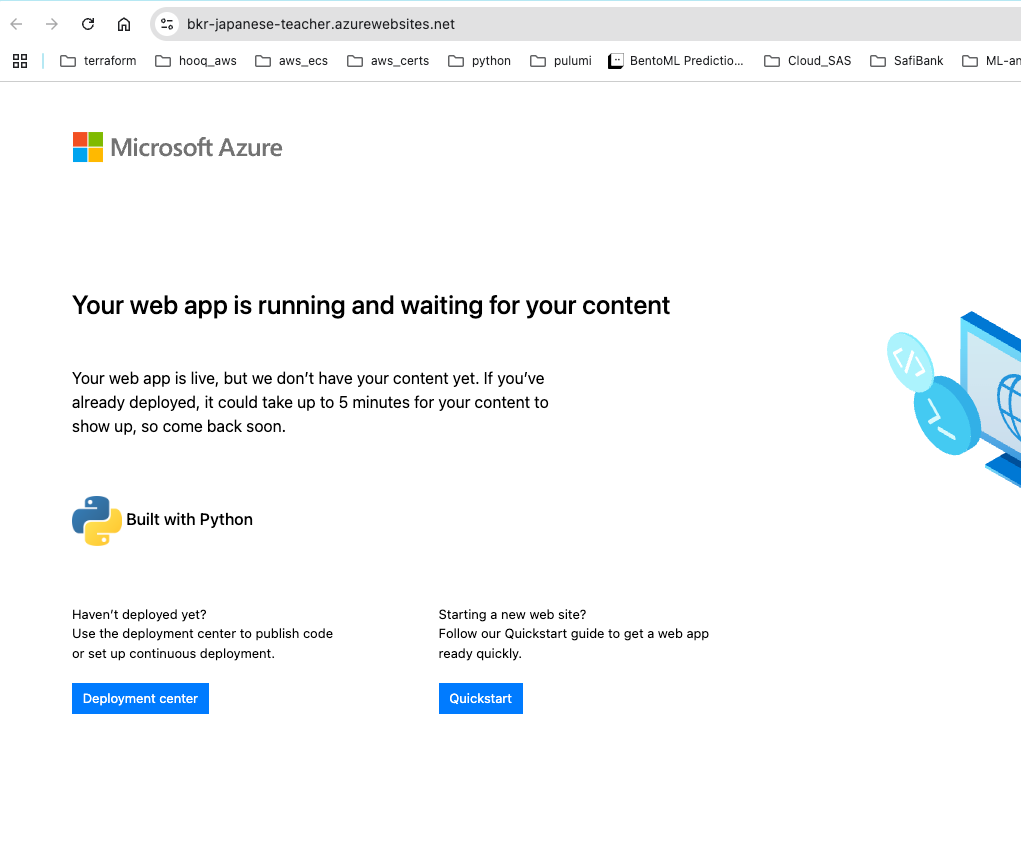 bkr-japanese-teacher.azurewebsites.net
terraform hooq_aws aws_ecs aws_certs python pulumi BentoML Predictio... Cloud_SAS SafiBank ML-an
Microsoft Azure
Your web app is running and waiting for your content
Your web app is live, but we don’t have your content yet. If you’ve
already deployed, it could take up to 5 minutes for your content to
show up, so come back soon.
Built with Python
Haven’t deployed yet?
Use the deployment center to publish code
or set up continuous deployment.
Deployment center
Starting a new web site?
Follow our Quickstart guide to get a web app
ready quickly.
Quickstart